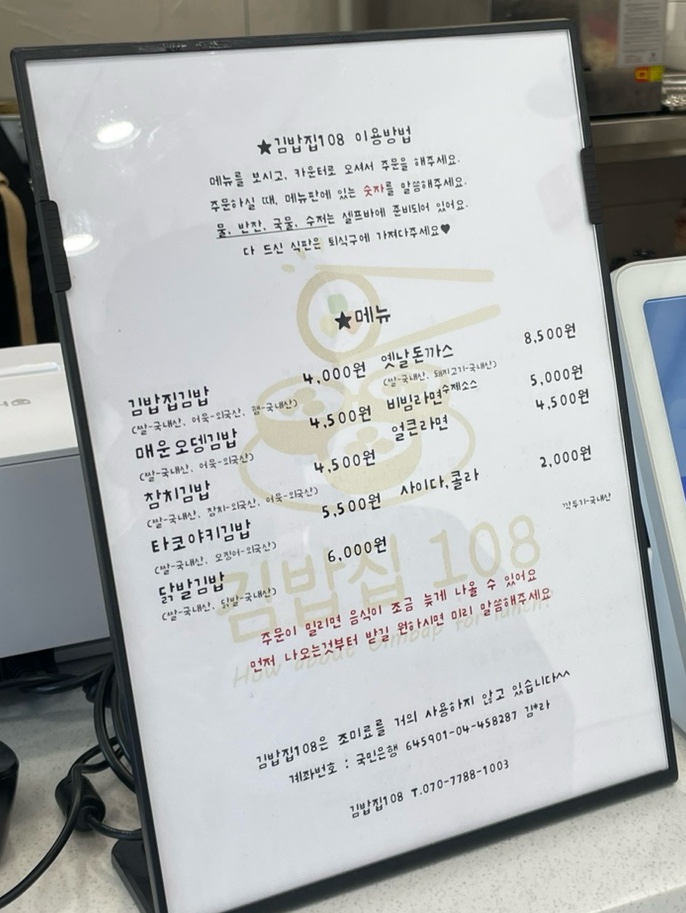 ★김밥집108 이용방법
메뉴를 보시고, 카운터로 오셔서 주문을 해주세요.
주문하실 때, 메뉴판에 있는 숫자를 말씀해주세요.
물, 반찬, 국물, 수저는 셀프바에 준비되어 있어요.
다 드신 식판은 퇴식구에 가져다주세요♥
★메뉴
김밥집김밥 4,000원
(쌀-국내산, 어묵-외국산, 햄-국내산)
매운오뎅김밥 4,500원
(쌀-국내산, 어묵-외국산)
참치김밥 4,500원
(쌀-국내산, 참치-외국산, 어묵-외국산)
타코야키김밥 5,500원
(쌀-국내산, 오징어-외국산)
닭발김밥 6,000원
(쌀-국내산, 닭발-국내산)
옛날돈까스 8,500원
(쌀-국내산, 돼지고기-국내산)
비빔라면수제소스 5,000원
얼큰라면 4,500원
사이다,콜라 2,000원
깍두기-국내산
김밥집 108
How about Gimbap for lunch?
주문이 밀리면 음식이 조금 늦게 나올 수 있어요
먼저 나오는것부터 받길 원하시면 미리 말씀해주세요
김밥집108은 조미료를 거의 사용하지 않고 있습니다^^
계좌번호 : 국민은행 645901-04-458287 김*라
김밥집108 T.070-7788-1003